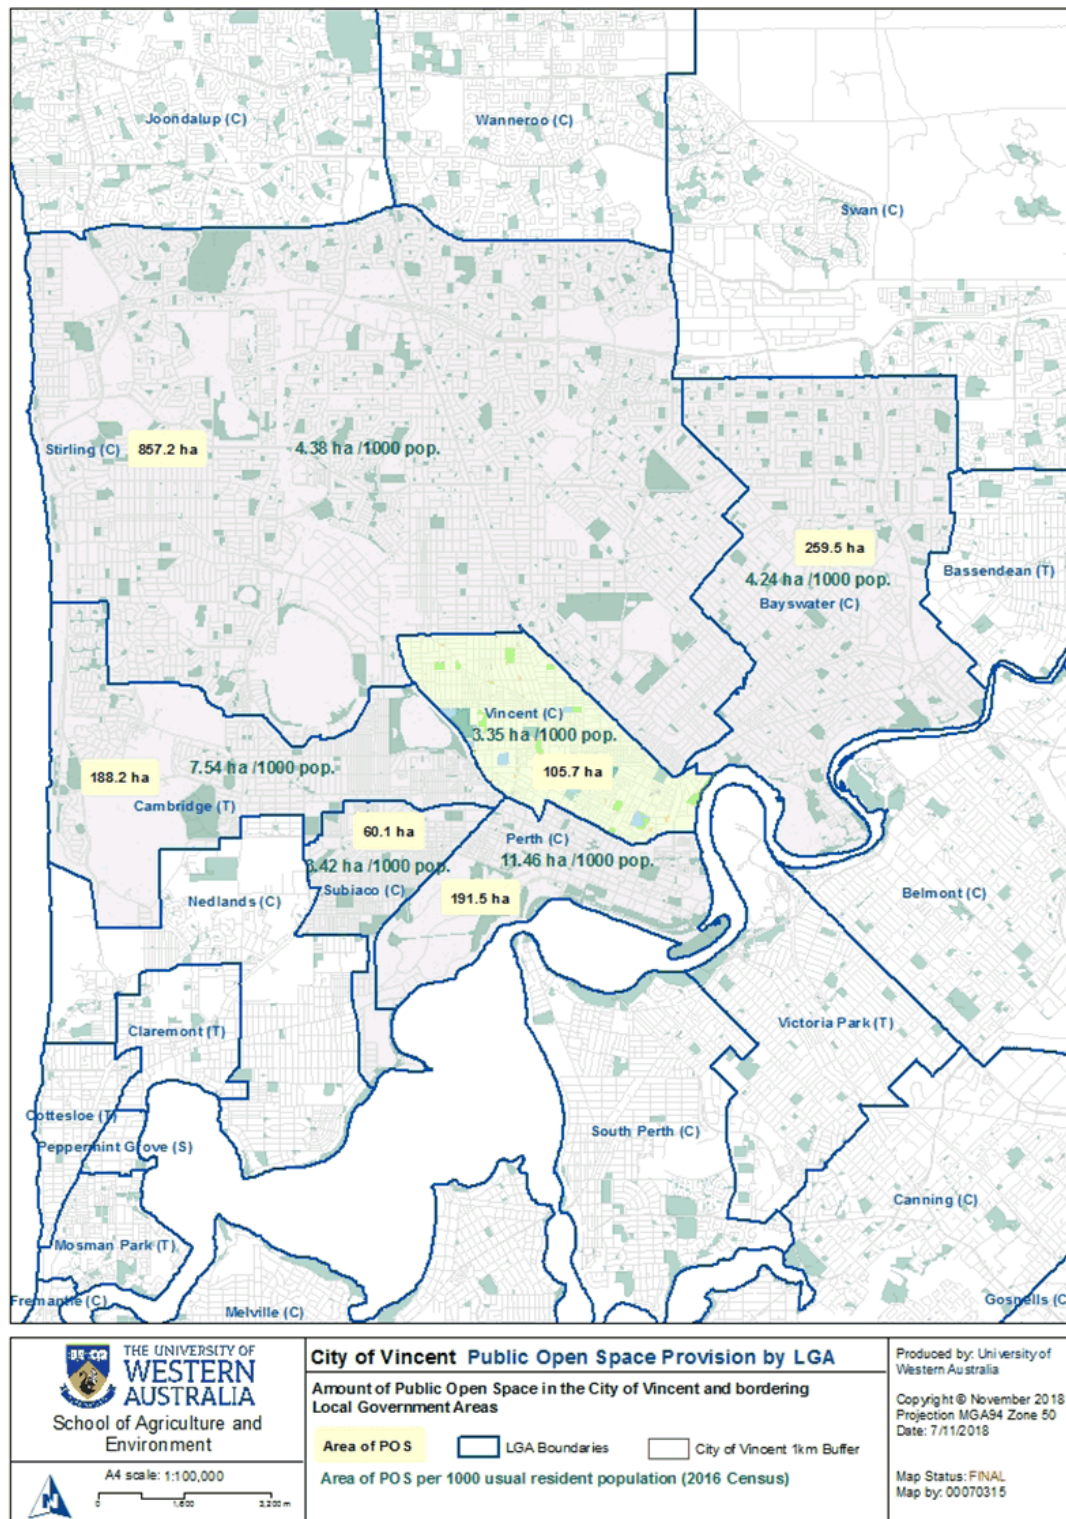 Joondalup (C)
Wanneroo (C)
Swan (C)
Stirling (C)
857.2 ha
4.38 ha /1000 pop.
259.5 ha
4.24 ha /1000 pop.
Bayswater (C)
Bassendean (T)
Vincent (C)
3.35 ha /1000 pop.
105.7 ha
188.2 ha
7.54 ha /1000 pop.
Cambridge (T)
60.1 ha
.42 ha /1000 pop.
Subiaco (C)
Perth (C)
11.46 ha /1000 pop.
191.5 ha
Nedlands (C)
Belmont (C)
Claremont (T)
Victoria Park (T)
Cottesloe (T)
Peppermint Grove (S)
South Perth (C)
Canning (C)
Mosman Park (T)
Fremantle (C)
Melville (C)
Gosnells (C
THE UNIVERSITY OF
WESTERN
AUSTRALIA
School of Agriculture and
Environment
N
A4 scale: 1:100,000
0
City of Vincent Public Open Space Provision by LGA
Amount of Public Open Space in the City of Vincent and bordering
Local Government Areas
Area of POS
LGA Boundaries
City of Vincent 1km Buffer
Area of POS per 1000 usual resident population (2016 Census)
Produced by: University of
Western Australia
Copyright © November 2018
Projection MGA94 Zone 50
Date: 7/11/2018
Map Status: FINAL
Map by: 00070315